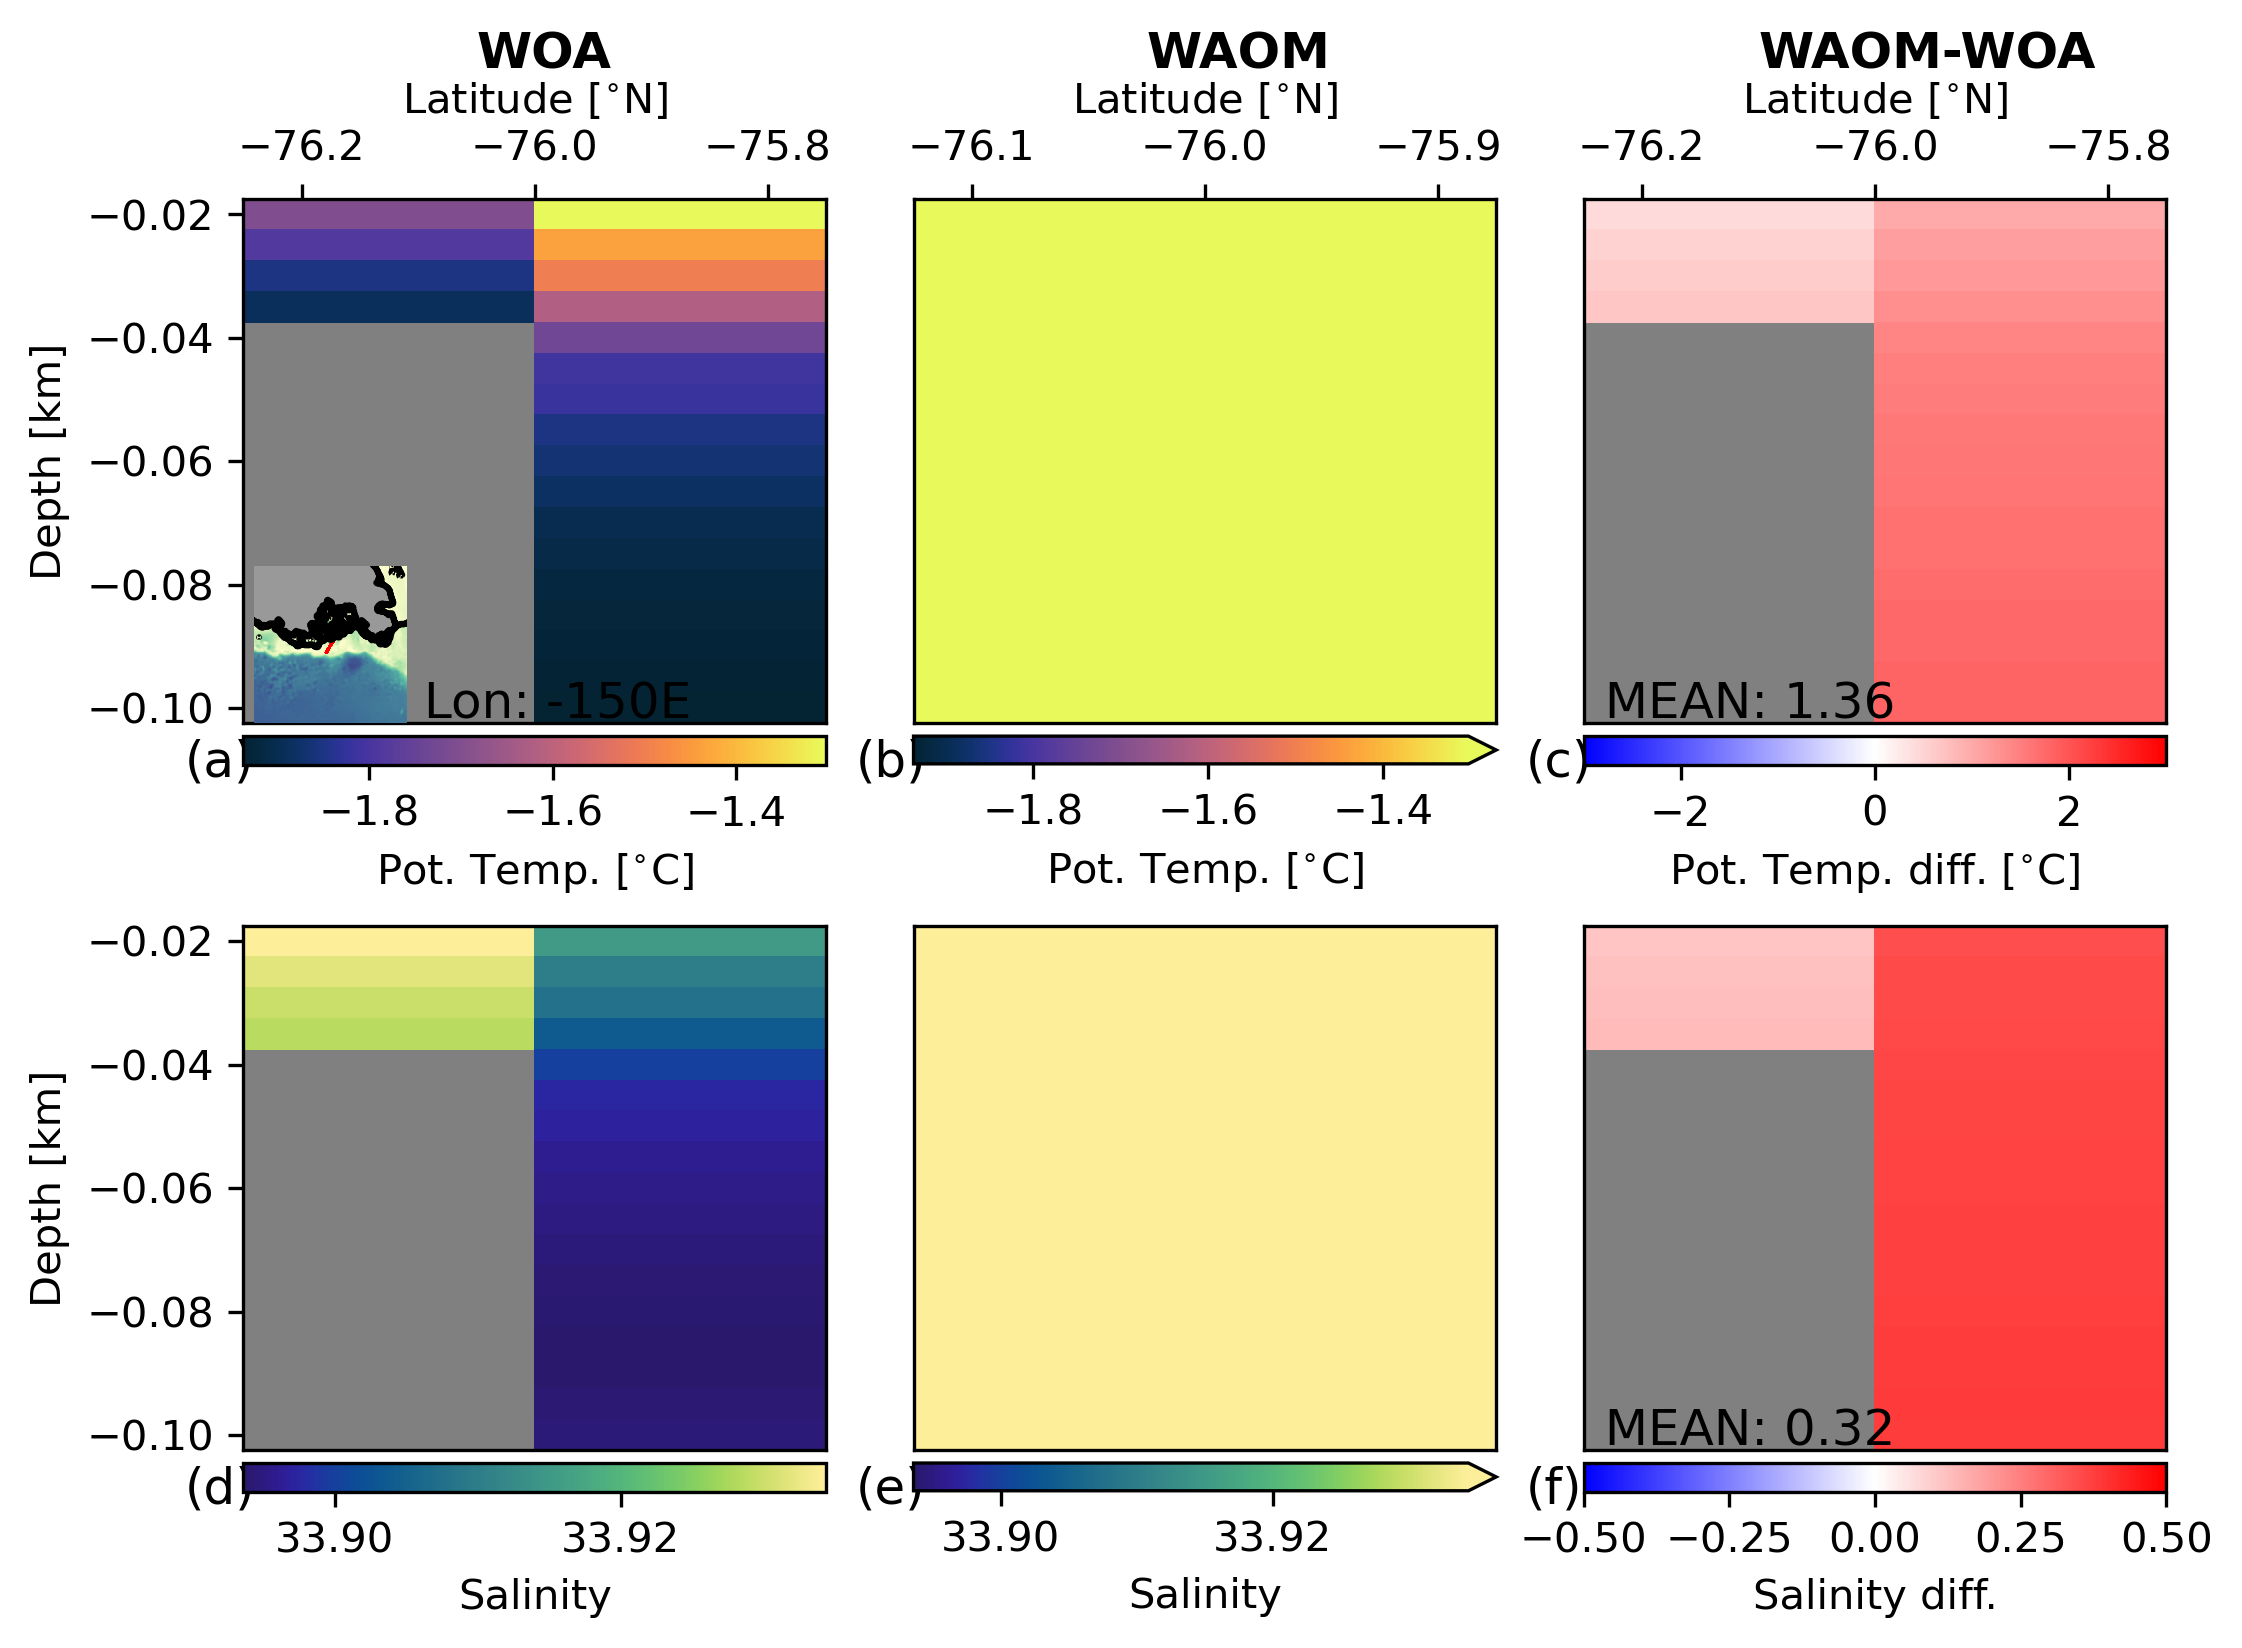 WOA WAOM WAOM-WOA
Latitude [°N] Latitude [°N] Latitude [°N]
−76.2 −76.0 −75.8 −76.1 −76.0 −75.9 −76.2 −76.0 −75.8
−0.02
−0.04
−0.06
−0.08
−0.10
Depth [km]
Lon: -150E
MEAN: 1.36
(a) (b) (c)
−1.8 −1.6 −1.4 −1.8 −1.6 −1.4 −2 0 2
Pot. Temp. [°C] Pot. Temp. [°C] Pot. Temp. diff. [°C]
−0.02
−0.04
−0.06
−0.08
−0.10
Depth [km]
MEAN: 0.32
(d) (e) (f)
33.90 33.92 33.90 33.92 −0.50 −0.25 0.00 0.25 0.50
Salinity Salinity Salinity diff.